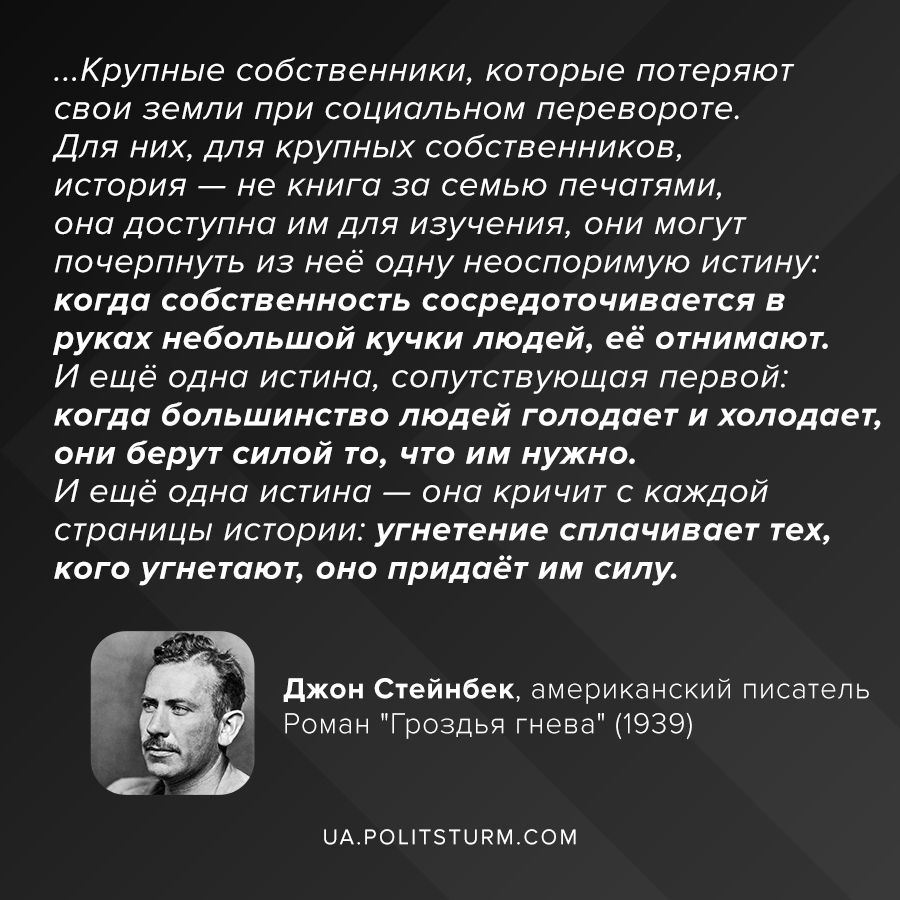 ...Крупные собственники, которые потеряют
свои земли при социальном перевороте.
Для них, для крупных собственников,
история — не книга за семью печатями,
она доступна им для изучения, они могут
почерпнуть из неё одну неоспоримую истину:
когда собственность сосредоточивается в
руках небольшой кучки людей, её отнимают.
И ещё одна истина, сопутствующая первой:
когда большинство людей голодает и холодает,
они берут силой то, что им нужно.
И ещё одна истина — она кричит с каждой
страницы истории: угнетение сплачивает тех,
кого угнетают, оно придаёт им силу.
Джон Стейнбек, американский писатель
Роман "Гроздья гнева" (1939)
UA.POLITSTURM.COM